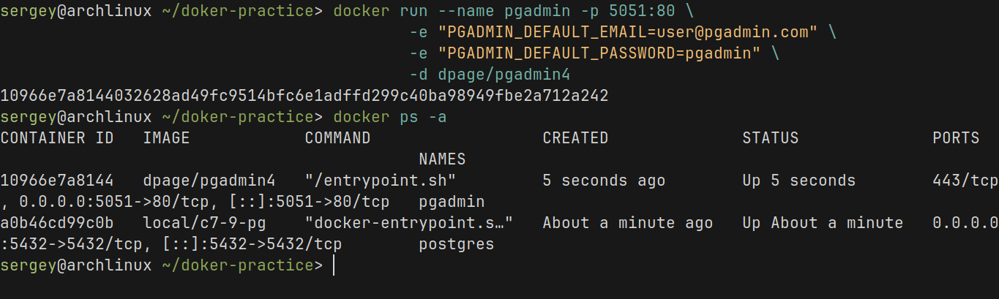 sergey@archlinux ~/doker-practice> docker run --name pgadmin -p 5051:80 \
-e "PGADMIN_DEFAULT_EMAIL=user@pgadmin.com" \
-e "PGADMIN_DEFAULT_PASSWORD=pgadmin" \
-d dpage/pgadmin4
10966e7a8144032628ad49fc9514bfc6e1adffd299c40ba98949fbe2a712a242
sergey@archlinux ~/doker-practice> docker ps -a
CONTAINER ID   IMAGE            COMMAND                  CREATED              STATUS              PORTS
NAMES
10966e7a8144   dpage/pgadmin4   "/entrypoint.sh"         5 seconds ago        Up 5 seconds        443/tcp
, 0.0.0.0:5051->80/tcp, [::]:5051->80/tcp   pgadmin
a0b46cd99c0b   local/c7-9-pg    "docker-entrypoint.s…"   About a minute ago   Up About a minute   0.0.0.0
:5432->5432/tcp, [::]:5432->5432/tcp        postgres
sergey@archlinux ~/doker-practice>